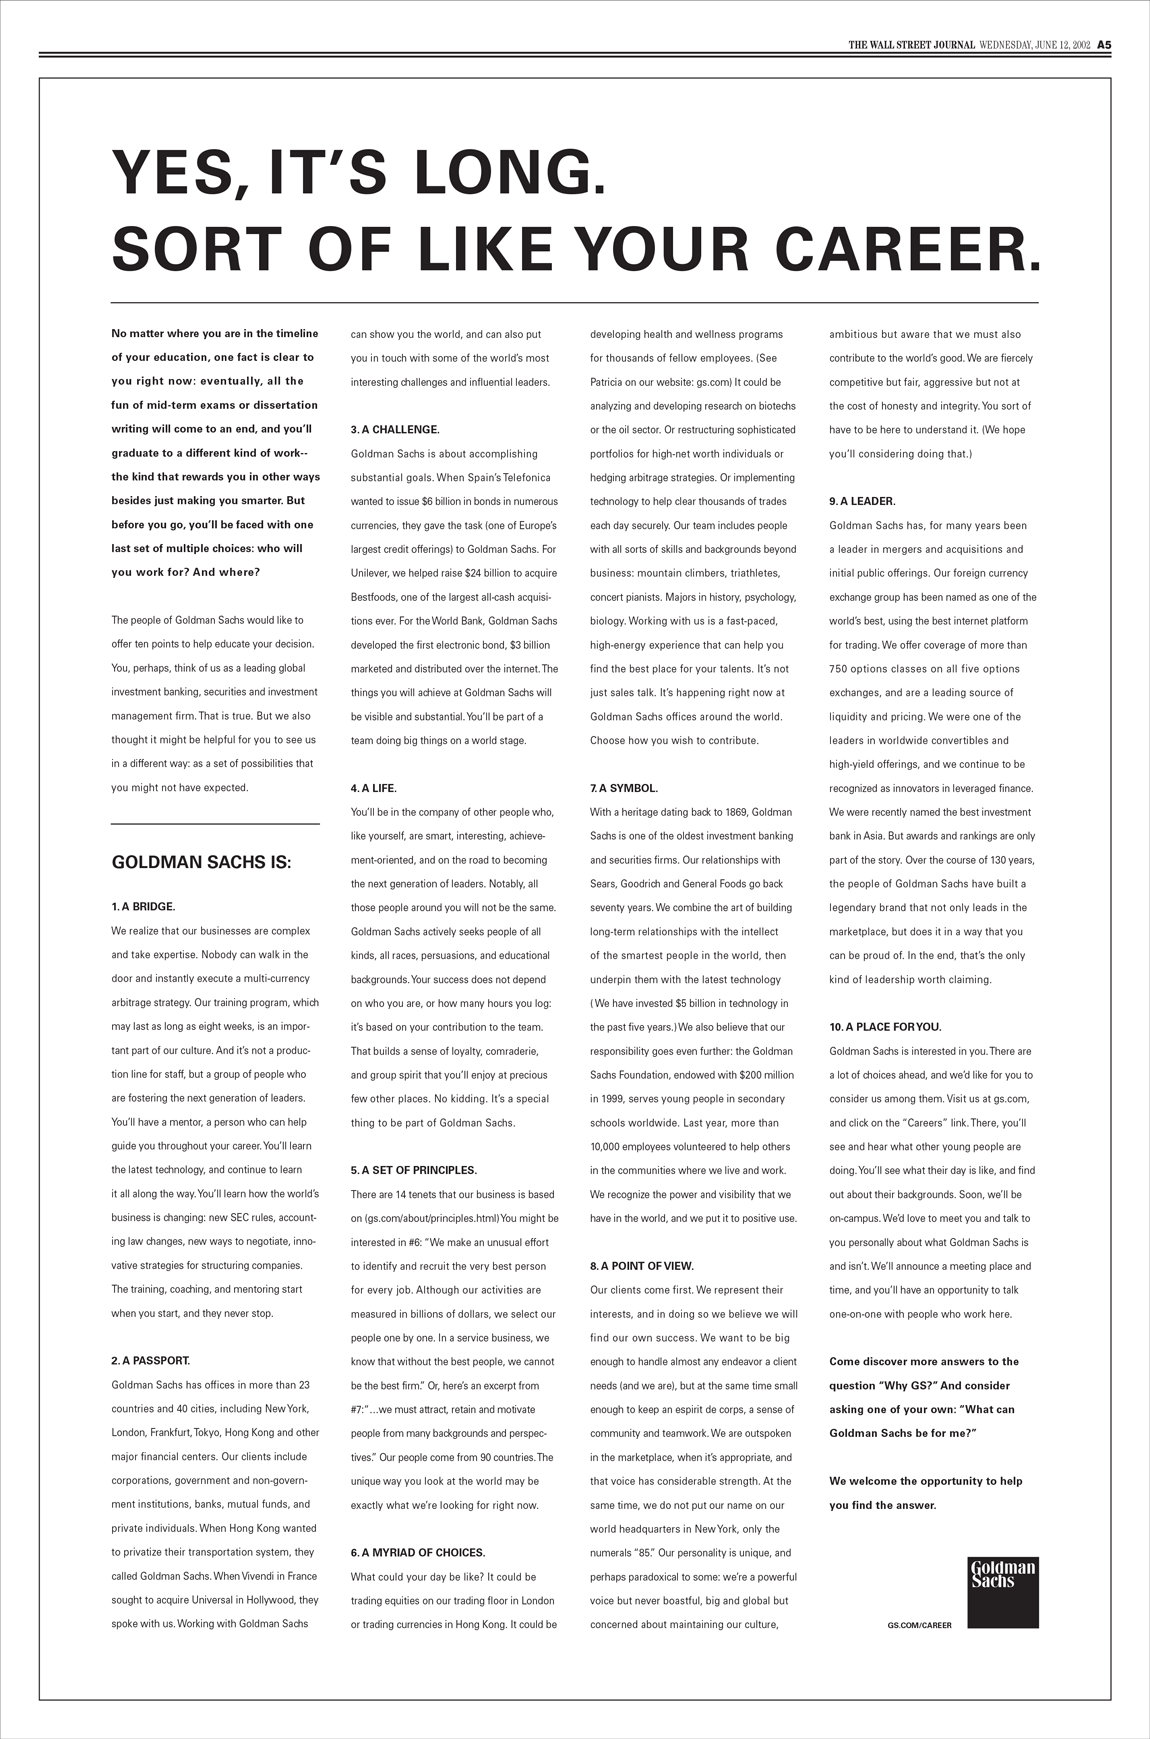 THE WALL STREET JOURNAL WEDNESDAY, JUNE 12, 2002 A5
YES, IT'S LONG.
SORT OF LIKE YOUR CAREER.
No matter where you are in the timeline
of your education, one fact is clear to
you right now: eventually, all the
fun of mid-term exams or dissertation
writing will come to an end, and you'll
graduate to a different kind of work--
the kind that rewards you in other ways
besides just making you smarter. But
before you go, you'll be faced with one
last set of multiple choices: who will
you work for? And where?
The people of Goldman Sachs would like to
offer ten points to help educate your decision.
You, perhaps, think of us as a leading global
investment banking, securities and investment
management firm. That is true. But we also
thought it might be helpful for you to see us
in a different way: as a set of possibilities that
you might not have expected.
GOLDMAN SACHS IS:
1. A BRIDGE.
We realize that our businesses are complex
and take expertise. Nobody can walk in the
door and instantly execute a multi-currency
arbitrage strategy. Our training program, which
may last as long as eight weeks, is an impor-
tant part of our culture. And it's not a produc-
tion line for staff, but a group of people who
are fostering the next generation of leaders.
You'll have a mentor, a person who can help
guide you throughout your career. You'll learn
the latest technology, and continue to learn
it all along the way. You'll learn how the world's
business is changing: new SEC rules, account-
ing law changes, new ways to negotiate, inno-
vative strategies for structuring companies.
The training, coaching, and mentoring start
when you start, and they never stop.
2. A PASSPORT.
Goldman Sachs has offices in more than 23
countries and 40 cities, including New York,
London, Frankfurt, Tokyo, Hong Kong and other
major financial centers. Our clients include
corporations, government and non-govern-
ment institutions, banks, mutual funds, and
private individuals. When Hong Kong wanted
to privatize their transportation system, they
called Goldman Sachs. When Vivendi in France
sought to acquire Universal in Hollywood, they
spoke with us. Working with Goldman Sachs
can show you the world, and can also put
you in touch with some of the world's most
interesting challenges and influential leaders.
3. A CHALLENGE.
Goldman Sachs is about accomplishing
substantial goals. When Spain's Telefonica
wanted to issue $6 billion in bonds in numerous
currencies, they gave the task (one of Europe's
largest credit offerings) to Goldman Sachs. For
Unilever, we helped raise $24 billion to acquire
Bestfoods, one of the largest all-cash acquisi-
tions ever. For the World Bank, Goldman Sachs
developed the first electronic bond, $3 billion
marketed and distributed over the internet. The
things you will achieve at Goldman Sachs will
be visible and substantial. You'll be part of a
team doing big things on a world stage.
4. A LIFE.
You'll be in the company of other people who,
like yourself, are smart, interesting, achieve-
ment-oriented, and on the road to becoming
the next generation of leaders. Notably, all
those people around you will not be the same.
Goldman Sachs actively seeks people of all
kinds, all races, persuasions, and educational
backgrounds. Your success does not depend
on who you are, or how many hours you log:
it's based on your contribution to the team.
That builds a sense of loyalty, comraderie,
and group spirit that you'll enjoy at precious
few other places. No kidding. It's a special
thing to be part of Goldman Sachs.
5. A SET OF PRINCIPLES.
There are 14 tenets that our business is based
on (gs.com/about/principles.html) You might be
interested in #6: "We make an unusual effort
to identify and recruit the very best person
for every job. Although our activities are
measured in billions of dollars, we select our
people one by one. In a service business, we
know that without the best people, we cannot
be the best firm." Or, here's an excerpt from
#7:"...we must attract, retain and motivate
people from many backgrounds and perspec-
tives." Our people come from 90 countries. The
unique way you look at the world may be
exactly what we're looking for right now.
6. A MYRIAD OF CHOICES.
What could your day be like? It could be
trading equities on our trading floor in London
or trading currencies in Hong Kong. It could be
developing health and wellness programs
for thousands of fellow employees. (See
Patricia on our website: gs.com) It could be
analyzing and developing research on biotechs
or the oil sector. Or restructuring sophisticated
portfolios for high-net worth individuals or
hedging arbitrage strategies. Or implementing
technology to help clear thousands of trades
each day securely. Our team includes people
with all sorts of skills and backgrounds beyond
business: mountain climbers, triathletes,
concert pianists. Majors in history, psychology,
biology. Working with us is a fast-paced,
high-energy experience that can help you
find the best place for your talents. It's not
just sales talk. It's happening right now at
Goldman Sachs offices around the world.
Choose how you wish to contribute.
7. A SYMBOL.
With a heritage dating back to 1869, Goldman
Sachs is one of the oldest investment banking
and securities firms. Our relationships with
Sears, Goodrich and General Foods go back
seventy years. We combine the art of building
long-term relationships with the intellect
of the smartest people in the world, then
underpin them with the latest technology
(We have invested $5 billion in technology in
the past five years.) We also believe that our
responsibility goes even further: the Goldman
Sachs Foundation, endowed with $200 million
in 1999, serves young people in secondary
schools worldwide. Last year, more than
10,000 employees volunteered to help others
in the communities where we live and work.
We recognize the power and visibility that we
have in the world, and we put it to positive use.
8. A POINT OF VIEW.
Our clients come first. We represent their
interests, and in doing so we believe we will
find our own success. We want to be big
enough to handle almost any endeavor a client
needs (and we are), but at the same time small
enough to keep an espirit de corps, a sense of
community and teamwork. We are outspoken
in the marketplace, when it's appropriate, and
that voice has considerable strength. At the
same time, we do not put our name on our
world headquarters in New York, only the
numerals "85." Our personality is unique, and
perhaps paradoxical to some: we're a powerful
voice but never boastful, big and global but
concerned about maintaining our culture,
ambitious but aware that we must also
contribute to the world's good. We are fiercely
competitive but fair, aggressive but not at
the cost of honesty and integrity. You sort of
have to be here to understand it. (We hope
you'll considering doing that.)
9. A LEADER.
Goldman Sachs has, for many years been
a leader in mergers and acquisitions and
initial public offerings. Our foreign currency
exchange group has been named as one of the
world's best, using the best internet platform
for trading. We offer coverage of more than
750 options classes on all five options
exchanges, and are a leading source of
liquidity and pricing. We were one of the
leaders in worldwide convertibles and
high-yield offerings, and we continue to be
recognized as innovators in leveraged finance.
We were recently named the best investment
bank in Asia. But awards and rankings are only
part of the story. Over the course of 130 years,
the people of Goldman Sachs have built a
legendary brand that not only leads in the
marketplace, but does it in a way that you
can be proud of. In the end, that's the only
kind of leadership worth claiming.
10. A PLACE FOR YOU.
Goldman Sachs is interested in you. There are
a lot of choices ahead, and we'd like for you to
consider us among them. Visit us at gs.com,
and click on the "Careers" link. There, you'll
see and hear what other young people are
doing. You'll see what their day is like, and find
out about their backgrounds. Soon, we'll be
on-campus. We'd love to meet you and talk to
you personally about what Goldman Sachs is
and isn't. We'll announce a meeting place and
time, and you'll have an opportunity to talk
one-on-one with people who work here.
Come discover more answers to the
question "Why GS?" And consider
asking one of your own: "What can
Goldman Sachs be for me?"
We welcome the opportunity to help
you find the answer.
GS.COM/CAREER
Goldman
Sachs